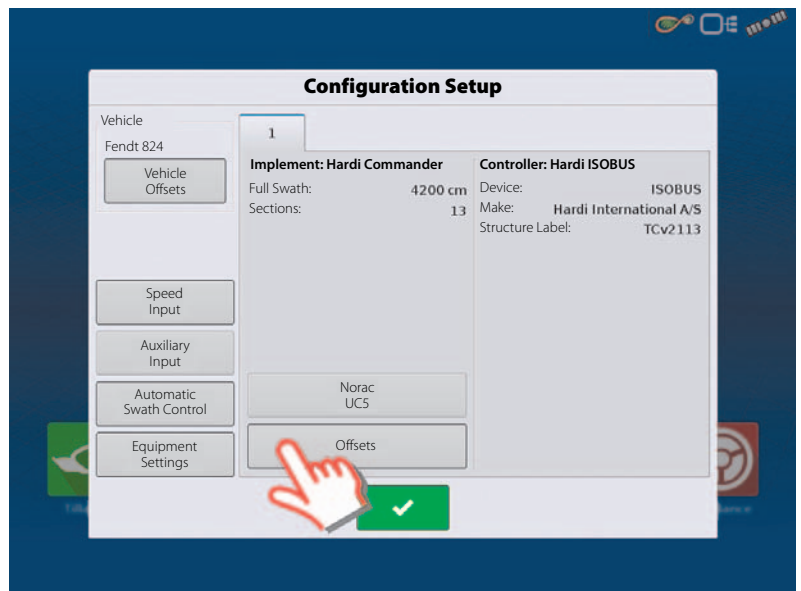 Configuration Setup
Vehicle
Fendt 824
Vehicle
Offsets
Speed
Input
Auxiliary
Input
Automatic
Swath Control
Equipment
Settings
1
Implement: Hardi Commander
Full Swath: 4200 cm
Sections: 13
Norac
UC5
Offsets
Controller: Hardi ISOBUS
Device: ISOBUS
Make: Hardi International A/S
Structure Label: TCv2113